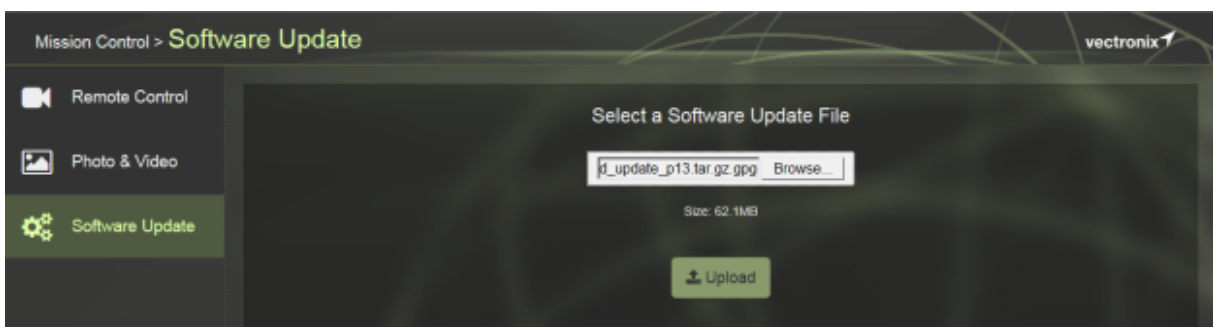 Mission Control > Software Update
vectronix
Remote Control
Photo & Video
Software Update
Select a Software Update File
d_update_p13.tar.gz.gpg Browse...
Size: 62.1MB
Upload